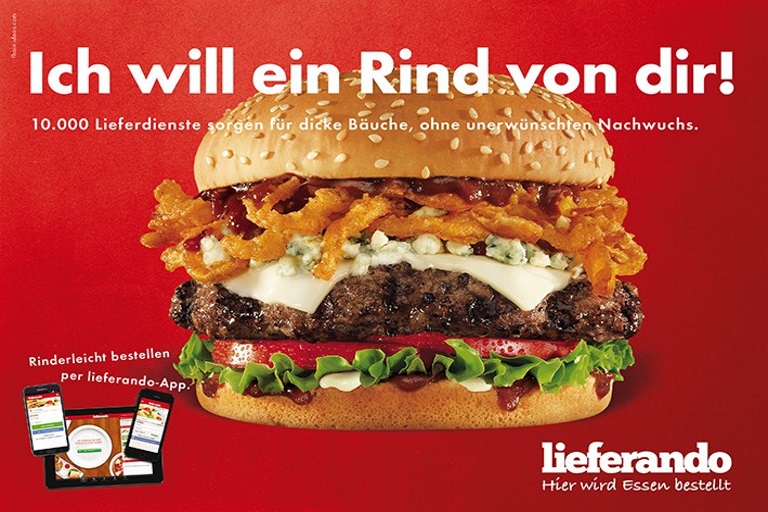 Ich will ein Rind von dir!
10.000 Lieferdienste sorgen für dicke Bäuche, ohne unerwünschten Nachwuchs.
Rinderleicht bestellen
per lieferando-App.
lieferando
Hier wird Essen bestellt